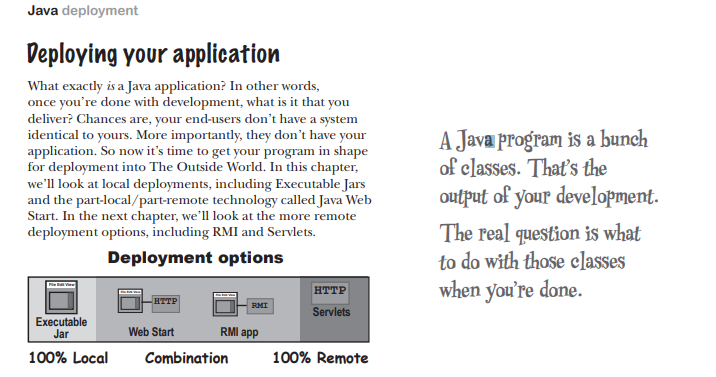 Java deployment
Deploying your application
What exactly is a Java application? In other words,
once you're done with development, what is it that you
deliver? Chances are, your end-users don't have a system
identical to yours. More importantly, they don't have your
application. So now it's time to get your program in shape
for deployment into The Outside World. In this chapter,
we'll look at local deployments, including Executable Jars
and the part-local/part-remote technology called Java Web
Start. In the next chapter, we'll look at the more remote
deployment options, including RMI and Servlets.
Deployment options
File Edit View
File Edit View
HTTP
File Edit View
RMI
HTTP
Executable
Jar
Web Start
RMI app
Servlets
100% Local
Combination
100% Remote
A Java program is a bunch
of classes. That's the
output of your development.
The real question is what
to do with those classes
when you're done.